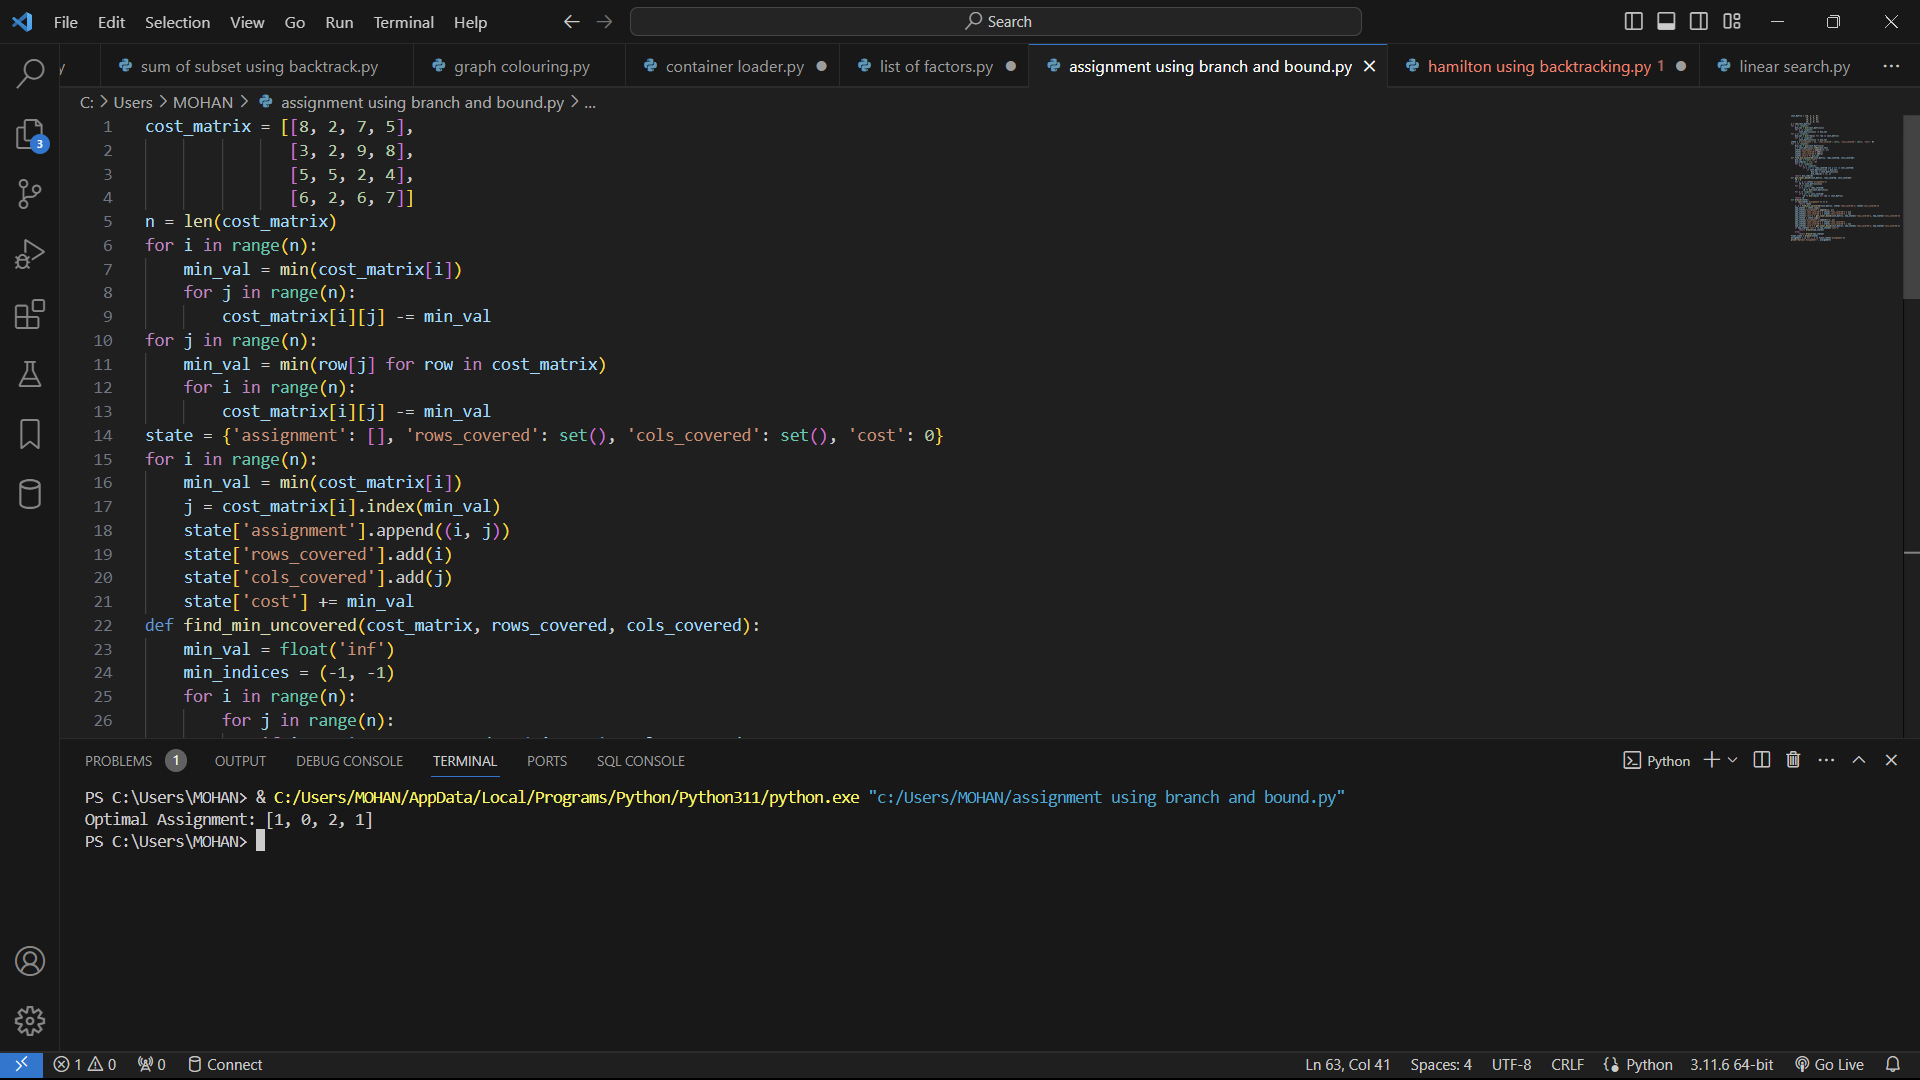 File Edit Selection View Go Run Terminal Help Search
sum of subset using backtrack.py graph colouring.py container loader.py list of factors.py assignment using branch and bound.py hamilton using backtracking.py 1 linear search.py
C: > Users > MOHAN > assignment using branch and bound.py > ...
1 cost_matrix = [[8, 2, 7, 5],
2 [3, 2, 9, 8],
3 [5, 5, 2, 4],
4 [6, 2, 6, 7]]
5 n = len(cost_matrix)
6 for i in range(n):
7 min_val = min(cost_matrix[i])
8 for j in range(n):
9 cost_matrix[i][j] -= min_val
10 for j in range(n):
11 min_val = min(row[j] for row in cost_matrix)
12 for i in range(n):
13 cost_matrix[i][j] -= min_val
14 state = {'assignment': [], 'rows_covered': set(), 'cols_covered': set(), 'cost': 0}
15 for i in range(n):
16 min_val = min(cost_matrix[i])
17 j = cost_matrix[i].index(min_val)
18 state['assignment'].append((i, j))
19 state['rows_covered'].add(i)
20 state['cols_covered'].add(j)
21 state['cost'] += min_val
22 def find_min_uncovered(cost_matrix, rows_covered, cols_covered):
23 min_val = float('inf')
24 min_indices = (-1, -1)
25 for i in range(n):
26 for j in range(n):
3
PROBLEMS 1 OUTPUT DEBUG CONSOLE TERMINAL PORTS SQL CONSOLE Python
PS C:\Users\MOHAN> & C:/Users/MOHAN/AppData/Local/Programs/Python/Python311/python.exe "c:/Users/MOHAN/assignment using branch and bound.py"
Optimal Assignment: [1, 0, 2, 1]
PS C:\Users\MOHAN>
1 0 0 Connect Ln 63, Col 41 Spaces: 4 UTF-8 CRLF Python 3.11.6 64-bit Go Live